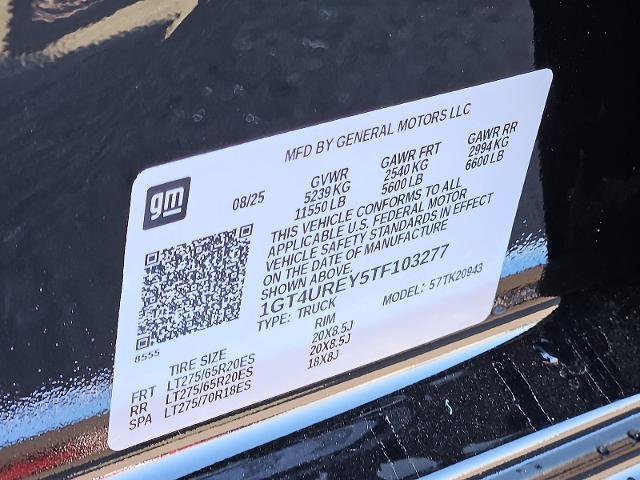 MFD BY GENERAL MOTORS LLC
gm
08/25
GVWR
5239 KG
11550 LB
GAWR FRT
2540 KG
5600 LB
GAWR RR
2994 KG
6600 LB
THIS VEHICLE CONFORMS TO ALL
APPLICABLE U.S. FEDERAL MOTOR
VEHICLE SAFETY STANDARDS IN EFFECT
ON THE DATE OF MANUFACTURE
SHOWN ABOVE.
1GT4UREY5TF103277
TYPE: TRUCK
MODEL: 57TK20943
8555
TIRE SIZE RIM
FRT LT275/65R20ES 20X8.5J
RR LT275/65R20ES 20X8.5J
SPA LT275/70R18ES 18X8J